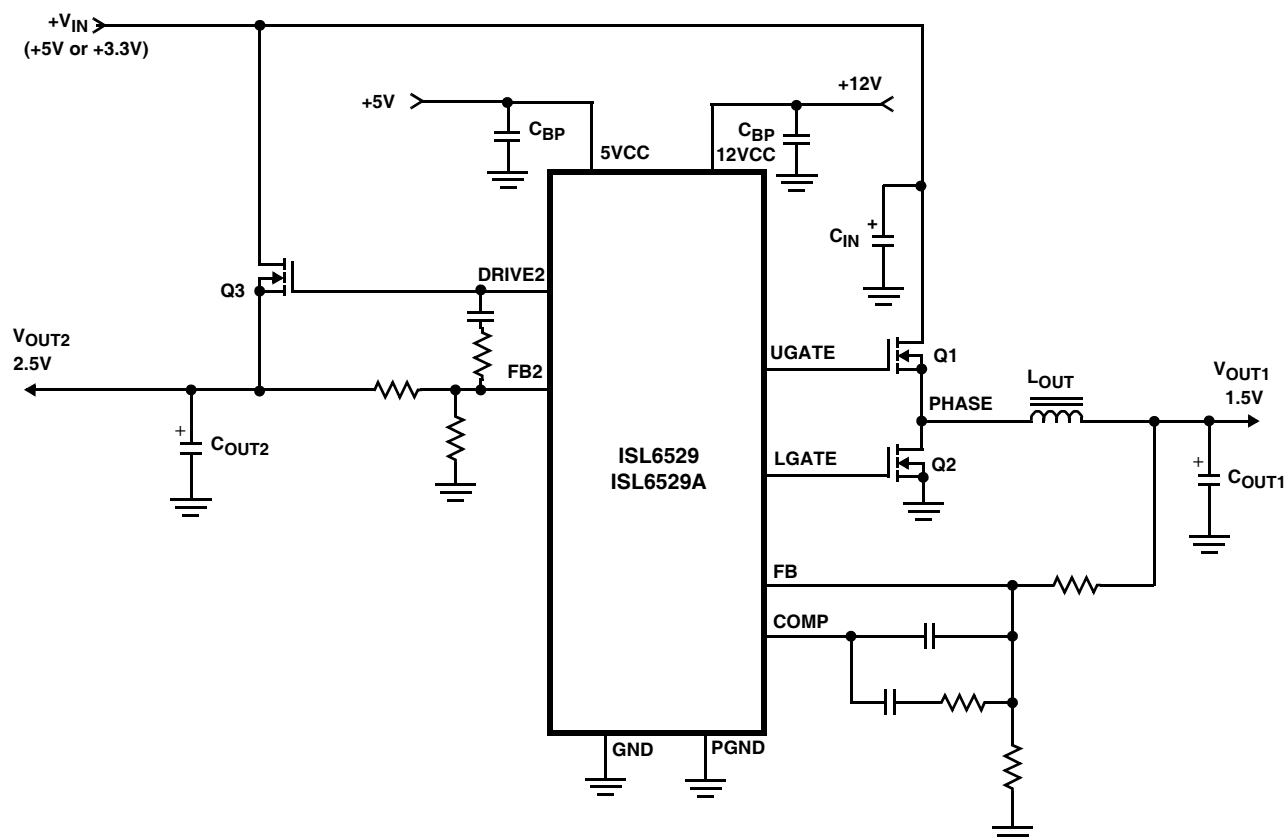 +VIN
(+5V or +3.3V)
+5V
+12V
CBP
CBP
5VCC
12VCC
CIN
+
DRIVE2
Q3
VOUT2
2.5V
UGATE
Q1
FB2
LOUT
VOUT1
1.5V
PHASE
+
COUT2
ISL6529
ISL6529A
LGATE
Q2
+
COUT1
FB
COMP
GND
PGND